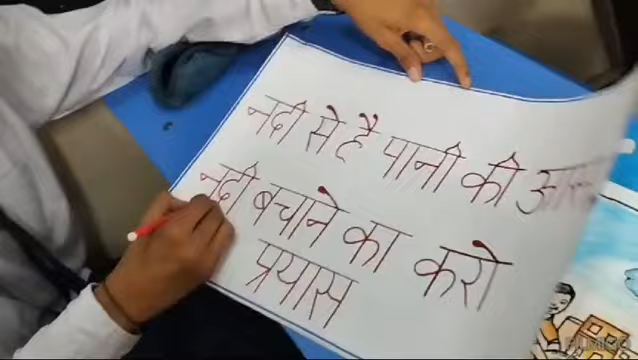 नदी से है पानी की
नदी बचाने का करो
प्रयास